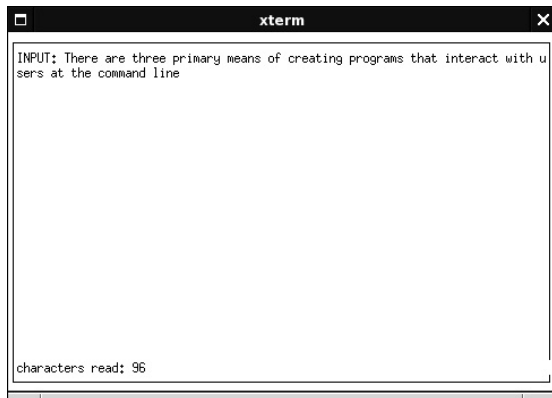 xterm
INPUT: There are three primary means of creating programs that interact with u
sers at the command line
characters read: 96